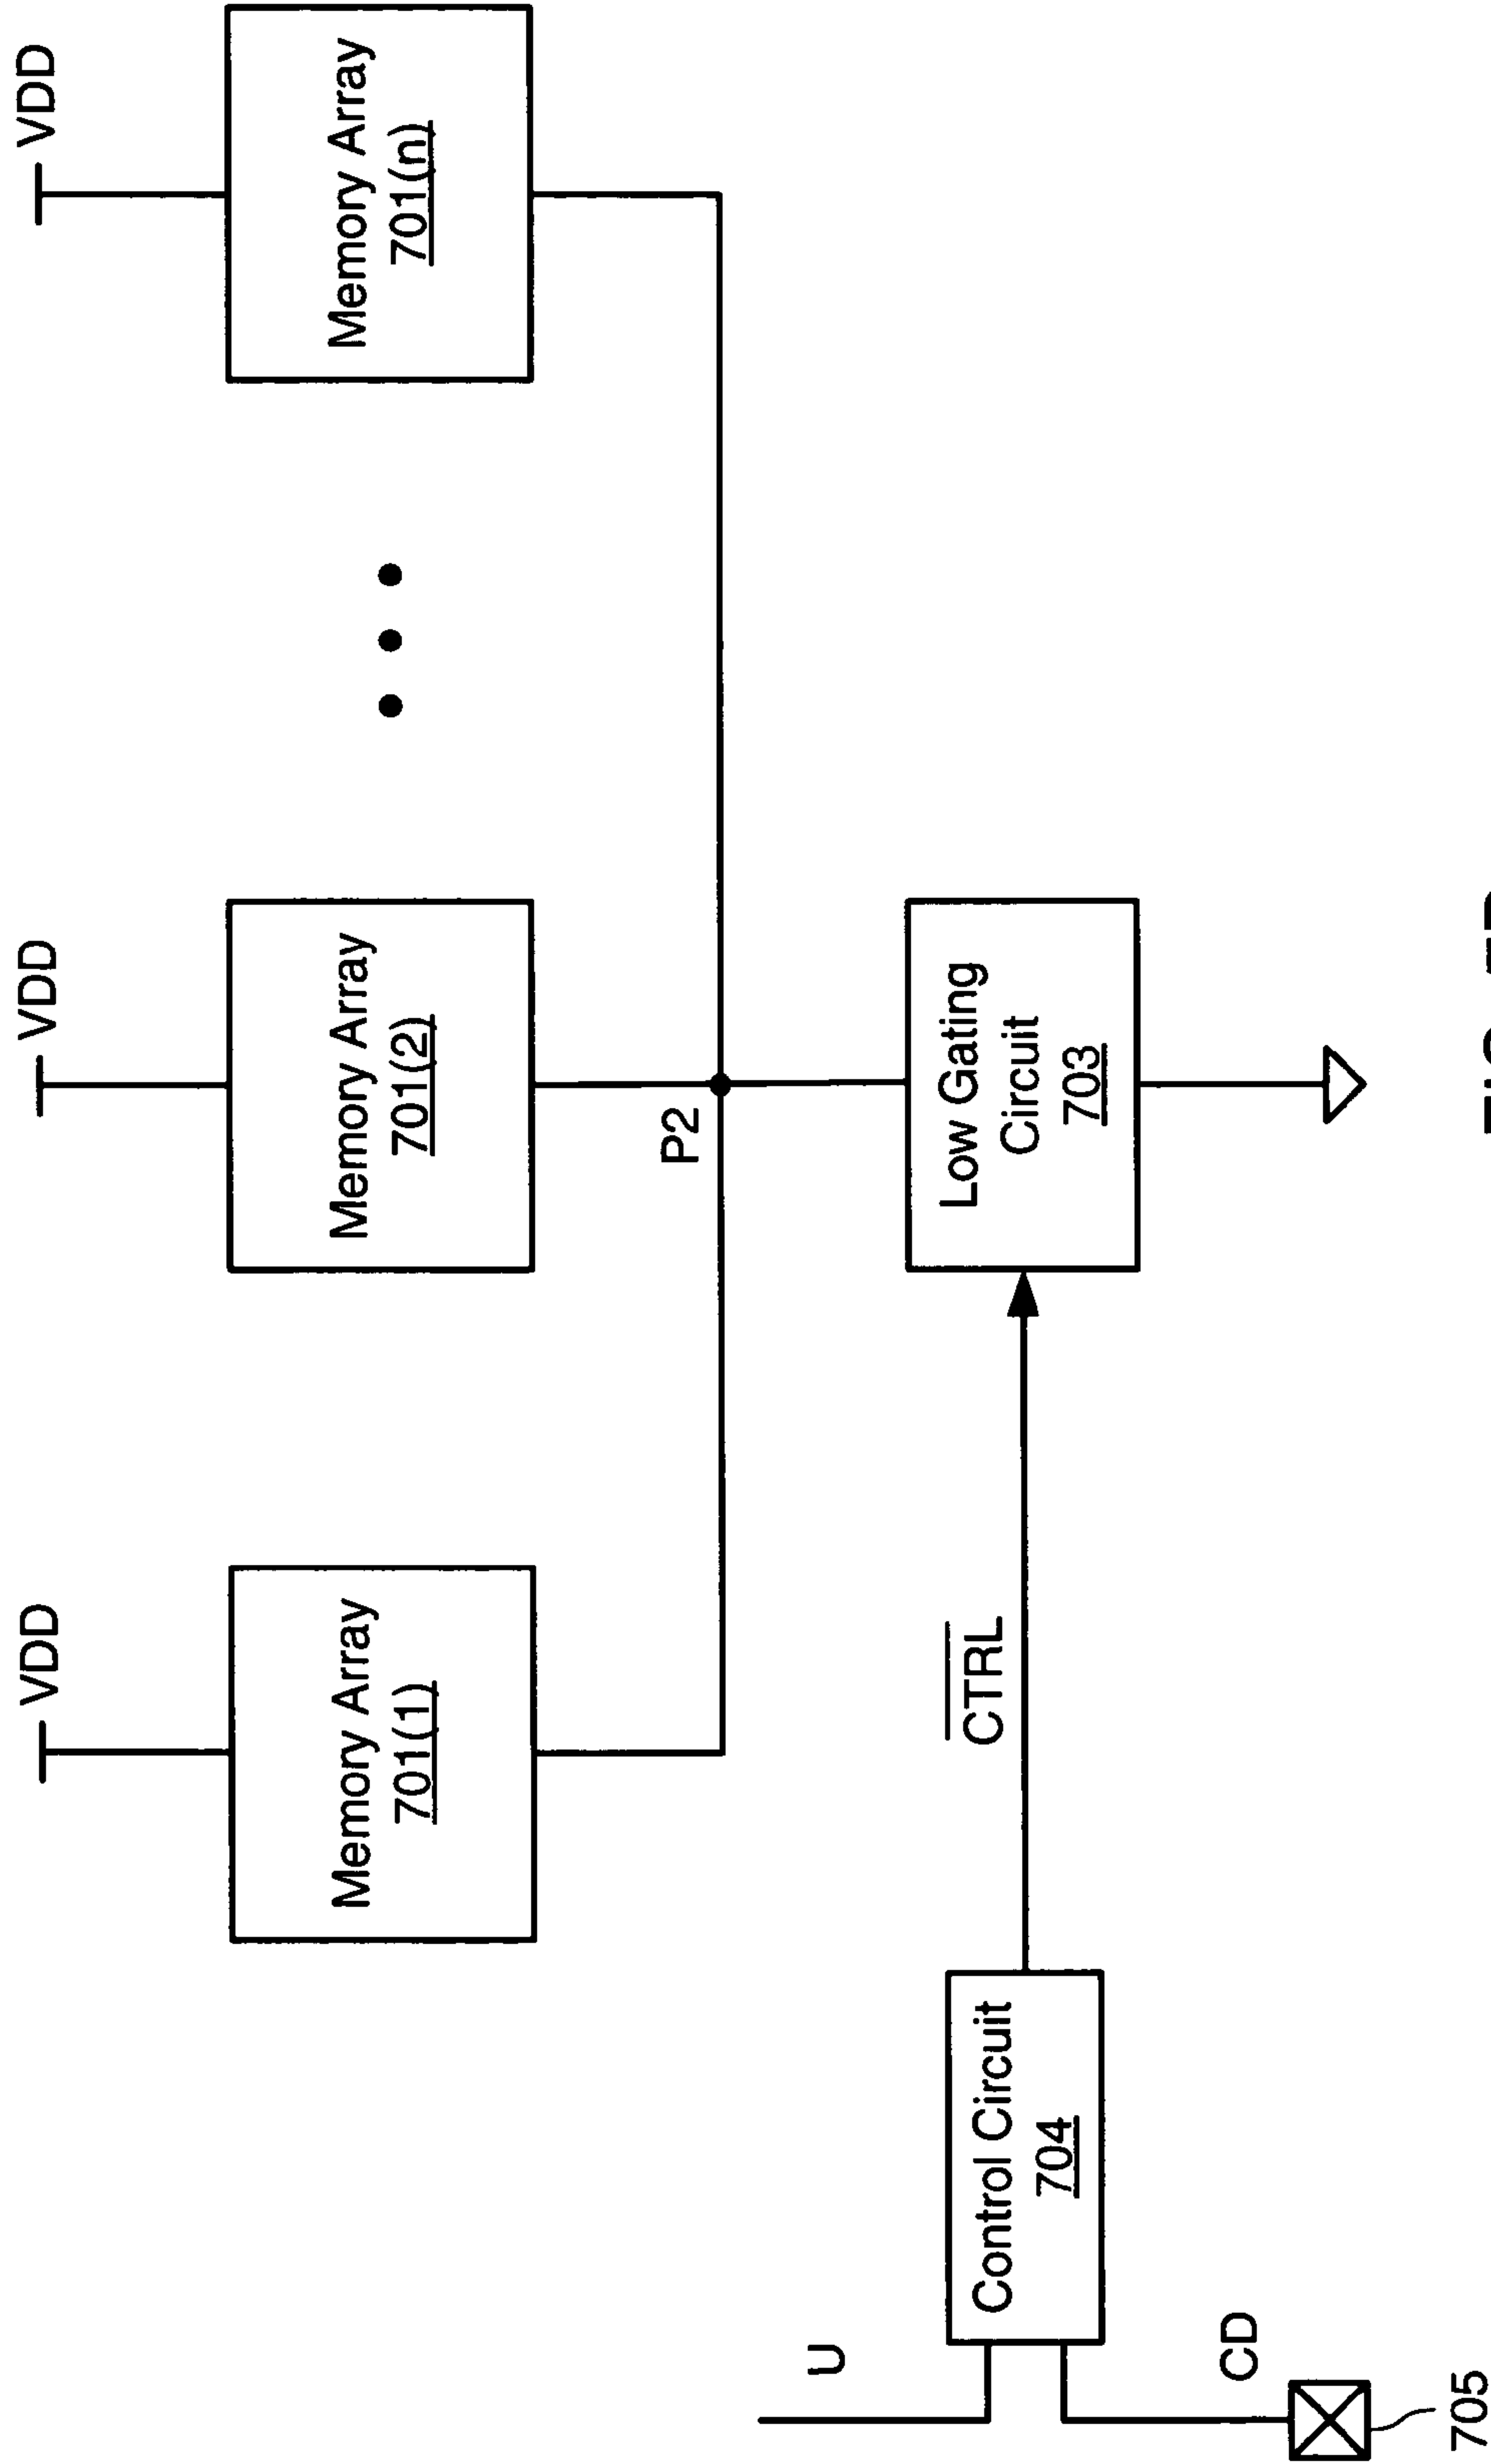 VDD
VDD
VDD
Memory Array
701(1)
Memory Array
701(2)
Memory Array
701(n)
P2
U
Control Circuit
704
CTRL
Low Gating
Circuit
703
CD
705